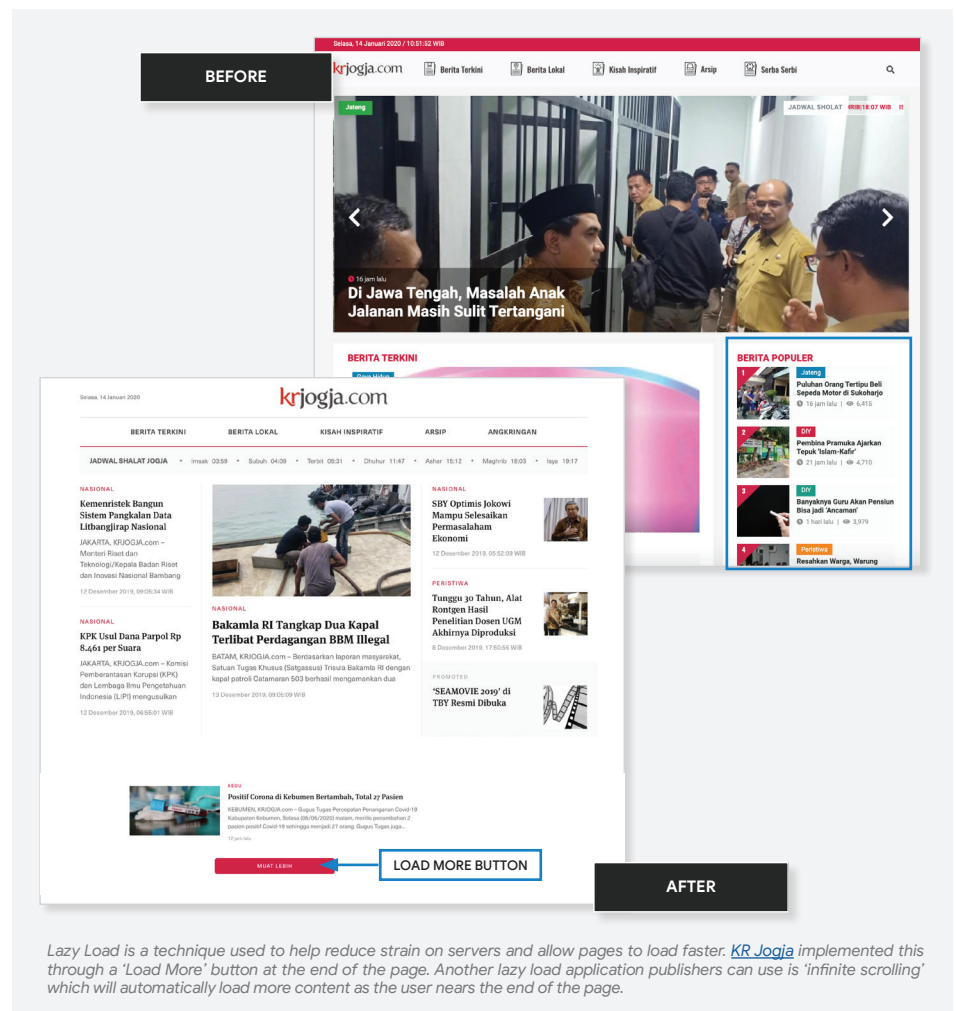 Selasa, 14 Januari 2020 / 10:51:52 WIB
BEFORE
krjogja.com
Berita Terkini
Berita Lokal
Kisah Inspiratif
Arsip
Serba Serbi
Jateng
JADWAL SHOLAT
18:07 WIB
16 jam lalu
Di Jawa Tengah, Masalah Anak
Jalanan Masih Sulit Tertangani
BERITA TERKINI
Gaya Hidup
BERITA POPULER
1
Jateng
Puluhan Orang Tertipu Beli
Sepeda Motor di Sukoharjo
16 jam lalu | 6,415
2
DIY
Pembina Pramuka Ajarkan
Tepuk 'Islam-Kafir'
21 jam lalu | 4,710
3
DIY
Banyaknya Guru Akan Pensiun
Bisa jadi 'Ancaman'
1 hari lalu | 3,979
4
Peristiwa
Resahkan Warga, Warung
Selasa, 14 Januari 2020
krjogja.com
BERITA TERKINI BERITA LOKAL KISAH INSPIRATIF ARSIP ANGKRINGAN
JADWAL SHALAT JOGJA • Imsak 03:59 • Subuh 04:09 • Terbit 05:31 • Dhuhur 11:47 • Ashar 15:12 • Maghrib 18:03 • Isya 19:17
NASIONAL
Kemenristek Bangun
Sistem Pangkalan Data
Litbangjirap Nasional
JAKARTA, KRJOGJA.com –
Menteri Riset dan
Teknologi/Kepala Badan Riset
dan Inovasi Nasional Bambang
12 Desember 2019, 09:05:34 WIB
NASIONAL
KPK Usul Dana Parpol Rp
8.461 per Suara
JAKARTA, KRJOGJA.com – Komisi
Pemberantasan Korupsi (KPK)
dan Lembaga Ilmu Pengetahuan
Indonesia (LIPI) mengusulkan
12 Desember 2019, 06:55:01 WIB
NASIONAL
Bakamla RI Tangkap Dua Kapal
Terlibat Perdagangan BBM Illegal
BATAM, KRJOGJA.com – Berdasarkan laporan masyarakat,
Satuan Tugas Khusus (Satgassus) Trisula Bakamla RI dengan
kapal patroli Catamaran 503 berhasil mengamankan dua
13 Desember 2019, 09:05:09 WIB
NASIONAL
SBY Optimis Jokowi
Mampu Selesaikan
Permasalaham
Ekonomi
12 Desember 2019, 05:52:09 WIB
PERISTIWA
Tunggu 30 Tahun, Alat
Rontgen Hasil
Penelitian Dosen UGM
Akhirnya Diproduksi
8 Desember 2019, 17:50:56 WIB
PROMOTED
'SEAMOVIE 2019' di
TBY Resmi Dibuka
KEDU
Positif Corona di Kebumen Bertambah, Total 27 Pasien
KEBUMEN, KRJOGJA.com – Gugus Tugas Percepatan Penanganan Covid-19
Kabupaten Kebumen, Selasa (08/06/2020) malam, merilis penambahan 2
pasien positif Covid-19 sehingga menjadi 27 orang. Gugus Tugas juga...
12 jam lalu
MUAT LEBIH
LOAD MORE BUTTON
AFTER
Lazy Load is a technique used to help reduce strain on servers and allow pages to load faster. KR Jogja implemented this
through a 'Load More' button at the end of the page. Another lazy load application publishers can use is 'infinite scrolling'
which will automatically load more content as the user nears the end of the page.